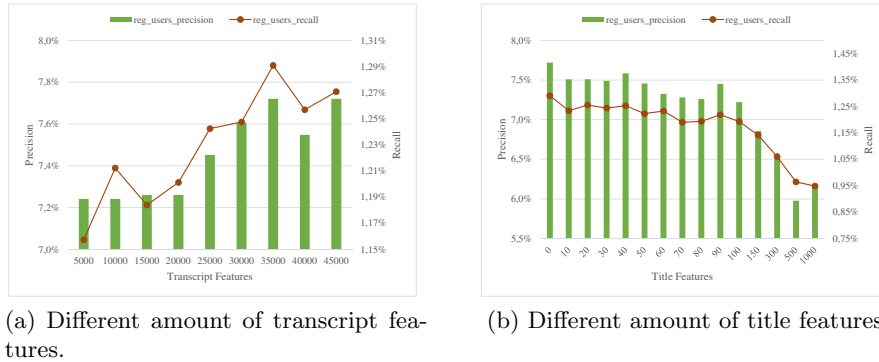 reg_users_precision reg_users_recall
8,0% 1,31%
1,29%
7,8%
1,27%
7,6% 1,25%
1,23%
7,4% 1,21%
1,19%
7,2%
1,17%
7,0% 1,15%
Precision
Recall
5000 10000 15000 20000 25000 30000 35000 40000 45000
Transcript Features
(a) Different amount of transcript fea-
tures.
reg_users_precision reg_users_recall
8,0%
1,45%
7,5% 1,35%
1,25%
7,0%
1,15%
6,5% 1,05%
0,95%
6,0%
0,85%
5,5% 0,75%
Precision
Recall
0 10 20 30 40 50 60 70 80 90 100 150 300 500 1000
Title Features
(b) Different amount of title features